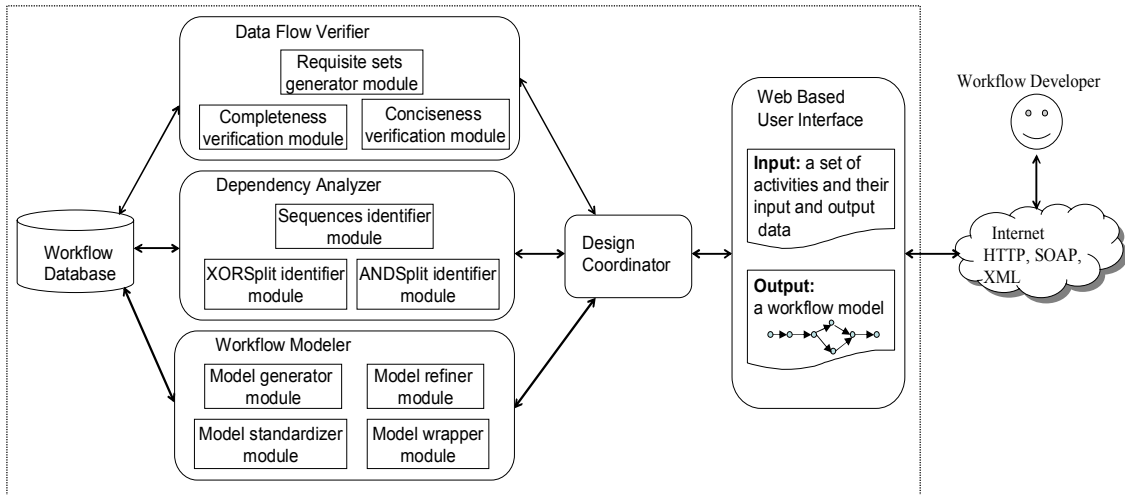 Data Flow Verifier
Requisite sets
generator module
Completeness
verification module
Conciseness
verification module
Dependency Analyzer
Sequences identifier
module
XORSplit identifier
module
ANDSplit identifier
module
Workflow Modeler
Model generator
module
Model refiner
module
Model standardizer
module
Model wrapper
module
Workflow
Database
Design
Coordinator
Web Based
User Interface
Input: a set of
activities and their
input and output
data
Output:
a workflow model
Workflow Developer
Internet
HTTP, SOAP,
XML